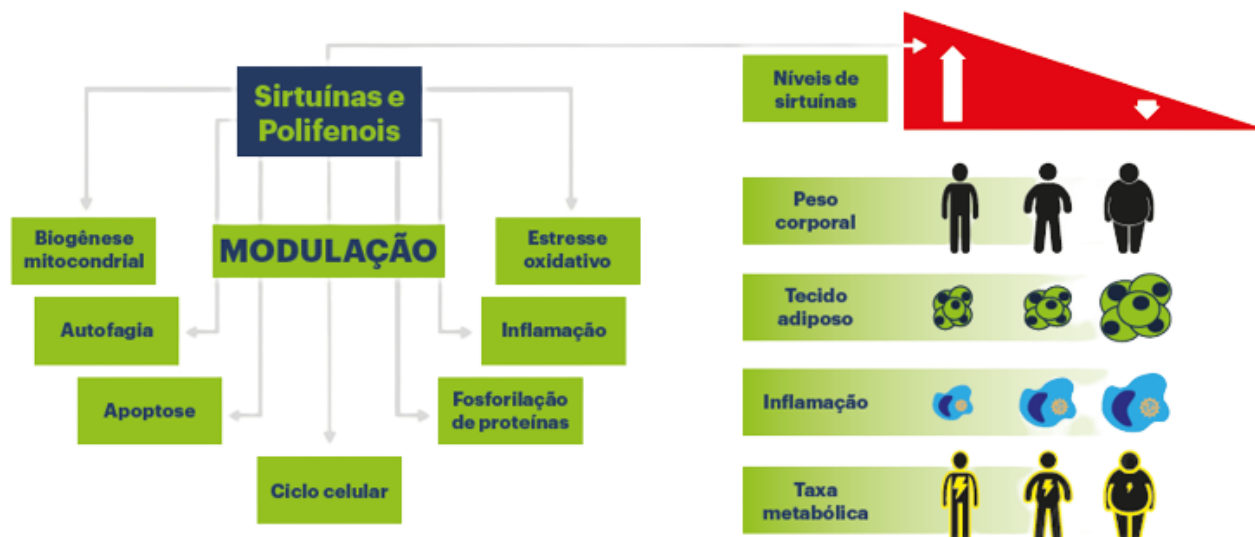 Sirtuínas e
Polifenois
MODULAÇÃO
Biogênese
mitocondrial
Autofagia
Apoptose
Ciclo celular
Fosforilação
de proteínas
Inflamação
Estresse
oxidativo
Níveis de
sirtuínas
Peso
corporal
Tecido
adiposo
Inflamação
Taxa
metabólica